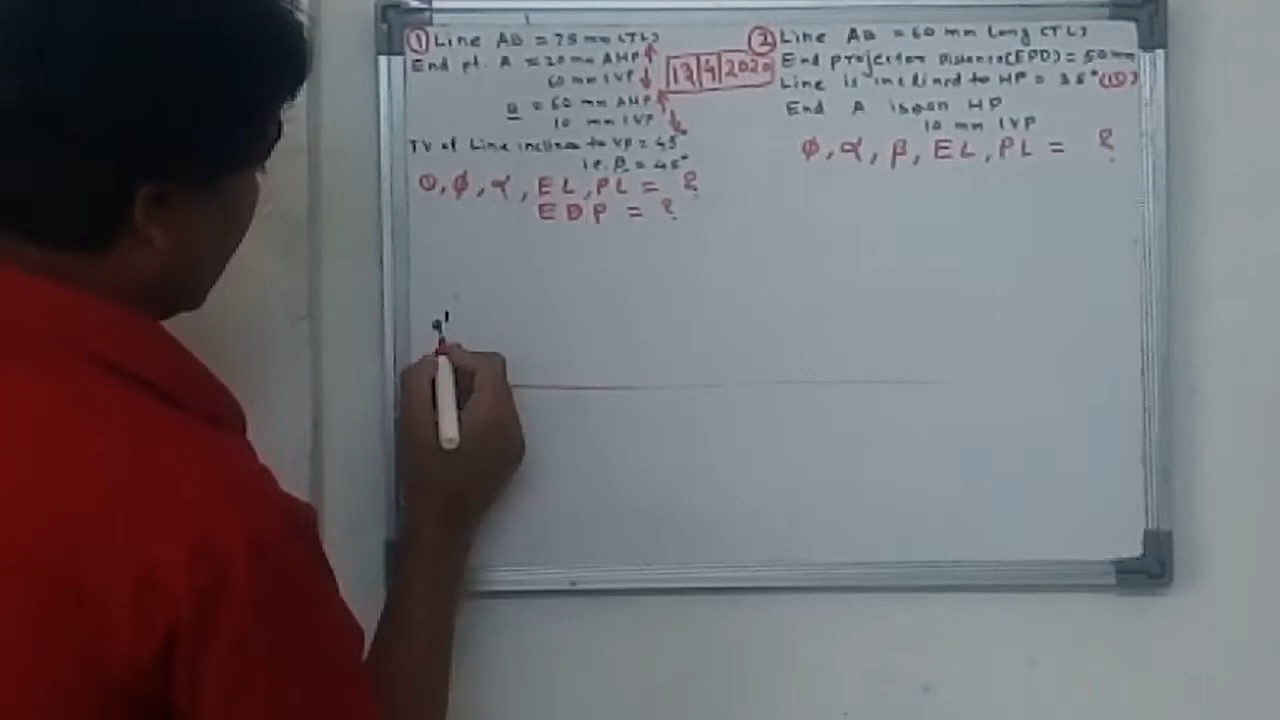 ① Line AB = 75 mm (TL)
End pt. A = 20 mm AHP ↑
60 mm IVP ↓
B = 60 mm AHP ↑
10 mm IVP ↓
TV of Line inclined to VP = 45°
i.e. β = 45°
θ, φ, α, EL, PL = ?
EDP = ?
13/4/2020
② Line AB = 60 mm Long (TL)
End projector Distance (EPD) = 50 mm
Line is inclined to HP = 35° (θ)
End A is on HP
10 mm IVP
φ, α, β, EL, PL = ?
a'